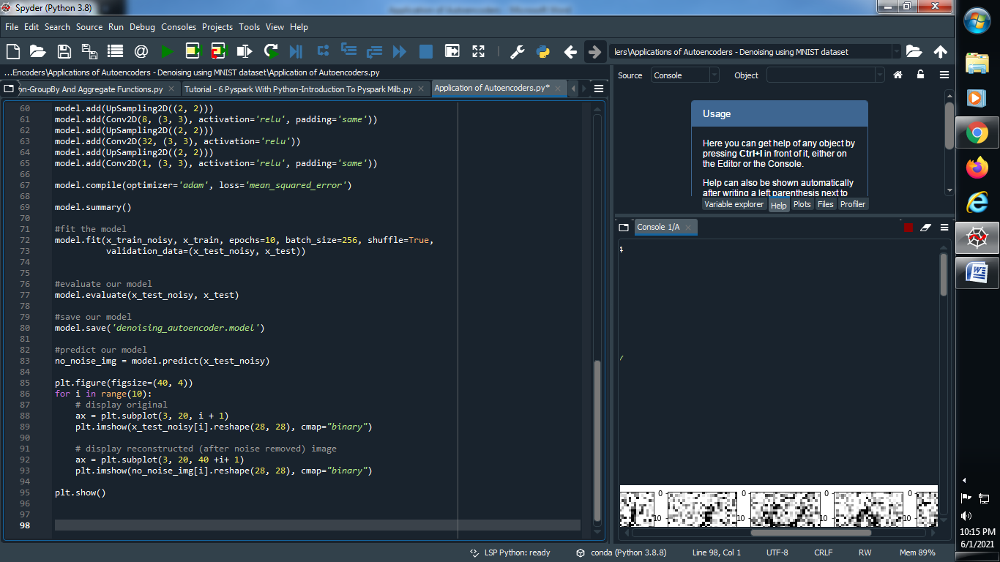 Application of Autoencoders - Microsoft Word
Spyder (Python 3.8)
File Edit Search Source Run Debug Consoles Projects Tools View Help
lers\Applications of Autoencoders - Denoising using MNIST dataset
...Encoders\Applications of Autoencoders - Denoising using MNIST dataset\Application of Autoencoders.py
on-GroupBy And Aggregate Functions.py
Tutorial - 6 Pyspark With Python-Introduction To Pyspark Mlib.py
Application of Autoencoders.py*
60 model.add(UpSampling2D((2, 2)))
61 model.add(Conv2D(8, (3, 3), activation='relu', padding='same'))
62 model.add(UpSampling2D((2, 2)))
63 model.add(Conv2D(32, (3, 3), activation='relu'))
64 model.add(UpSampling2D((2, 2)))
65 model.add(Conv2D(1, (3, 3), activation='relu', padding='same'))
66
67 model.compile(optimizer='adam', loss='mean_squared_error')
68
69 model.summary()
70
71 #fit the model
72 model.fit(x_train_noisy, x_train, epochs=10, batch_size=256, shuffle=True,
73 validation_data=(x_test_noisy, x_test))
74
75
76 #evaluate our model
77 model.evaluate(x_test_noisy, x_test)
78
79 #save our model
80 model.save('denoising_autoencoder.model')
81
82 #predict our model
83 no_noise_img = model.predict(x_test_noisy)
84
85 plt.figure(figsize=(40, 4))
86 for i in range(10):
87 # display original
88 ax = plt.subplot(3, 20, i + 1)
89 plt.imshow(x_test_noisy[i].reshape(28, 28), cmap="binary")
90
91 # display reconstructed (after noise removed) image
92 ax = plt.subplot(3, 20, 40 +i+ 1)
93 plt.imshow(no_noise_img[i].reshape(28, 28), cmap="binary")
94
95 plt.show()
96
97
98
Source Console Object
Usage
Here you can get help of any object by
pressing Ctrl+I in front of it, either on
the Editor or the Console.
Help can also be shown automatically
after writing a left parenthesis next to
Variable explorer Help Plots Files Profiler
Console 1/A
0 0 0 0
10 10 10 10
LSP Python: ready conda (Python 3.8.8) Line 98, Col 1 UTF-8 CRLF RW Mem 89%
10:15 PM
6/1/2021